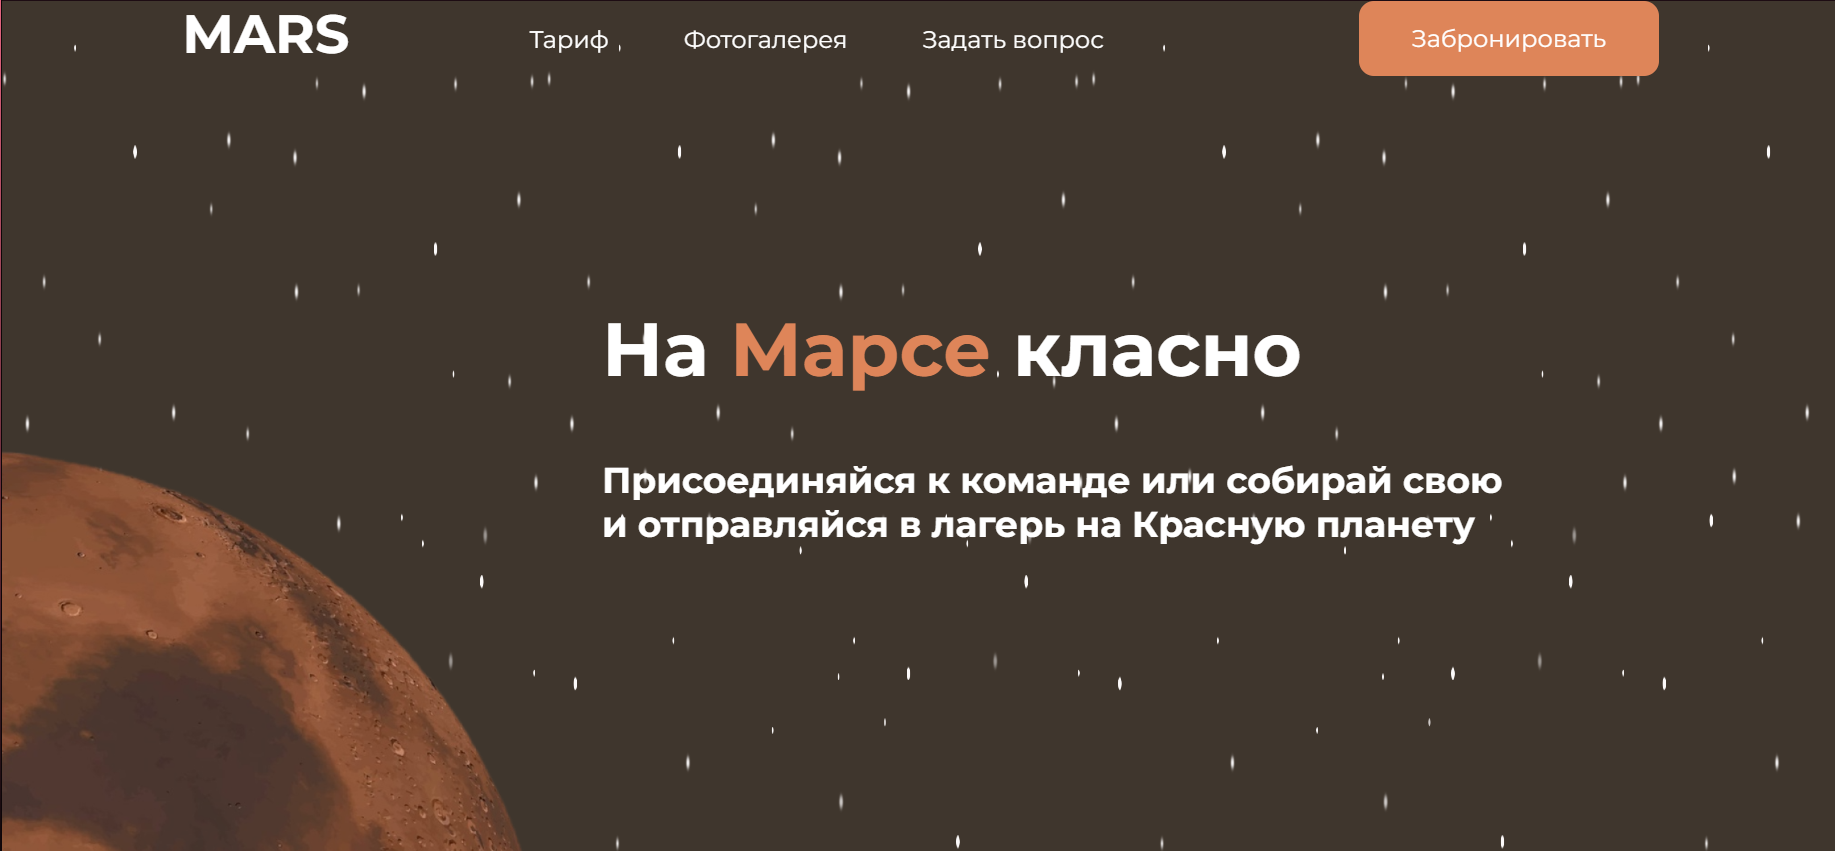 MARS
Тариф
Фотогалерея
Задать вопрос
Забронировать
На Марсе класно
Присоединяйся к команде или собирай свою
и отправляйся в лагерь на Красную планету